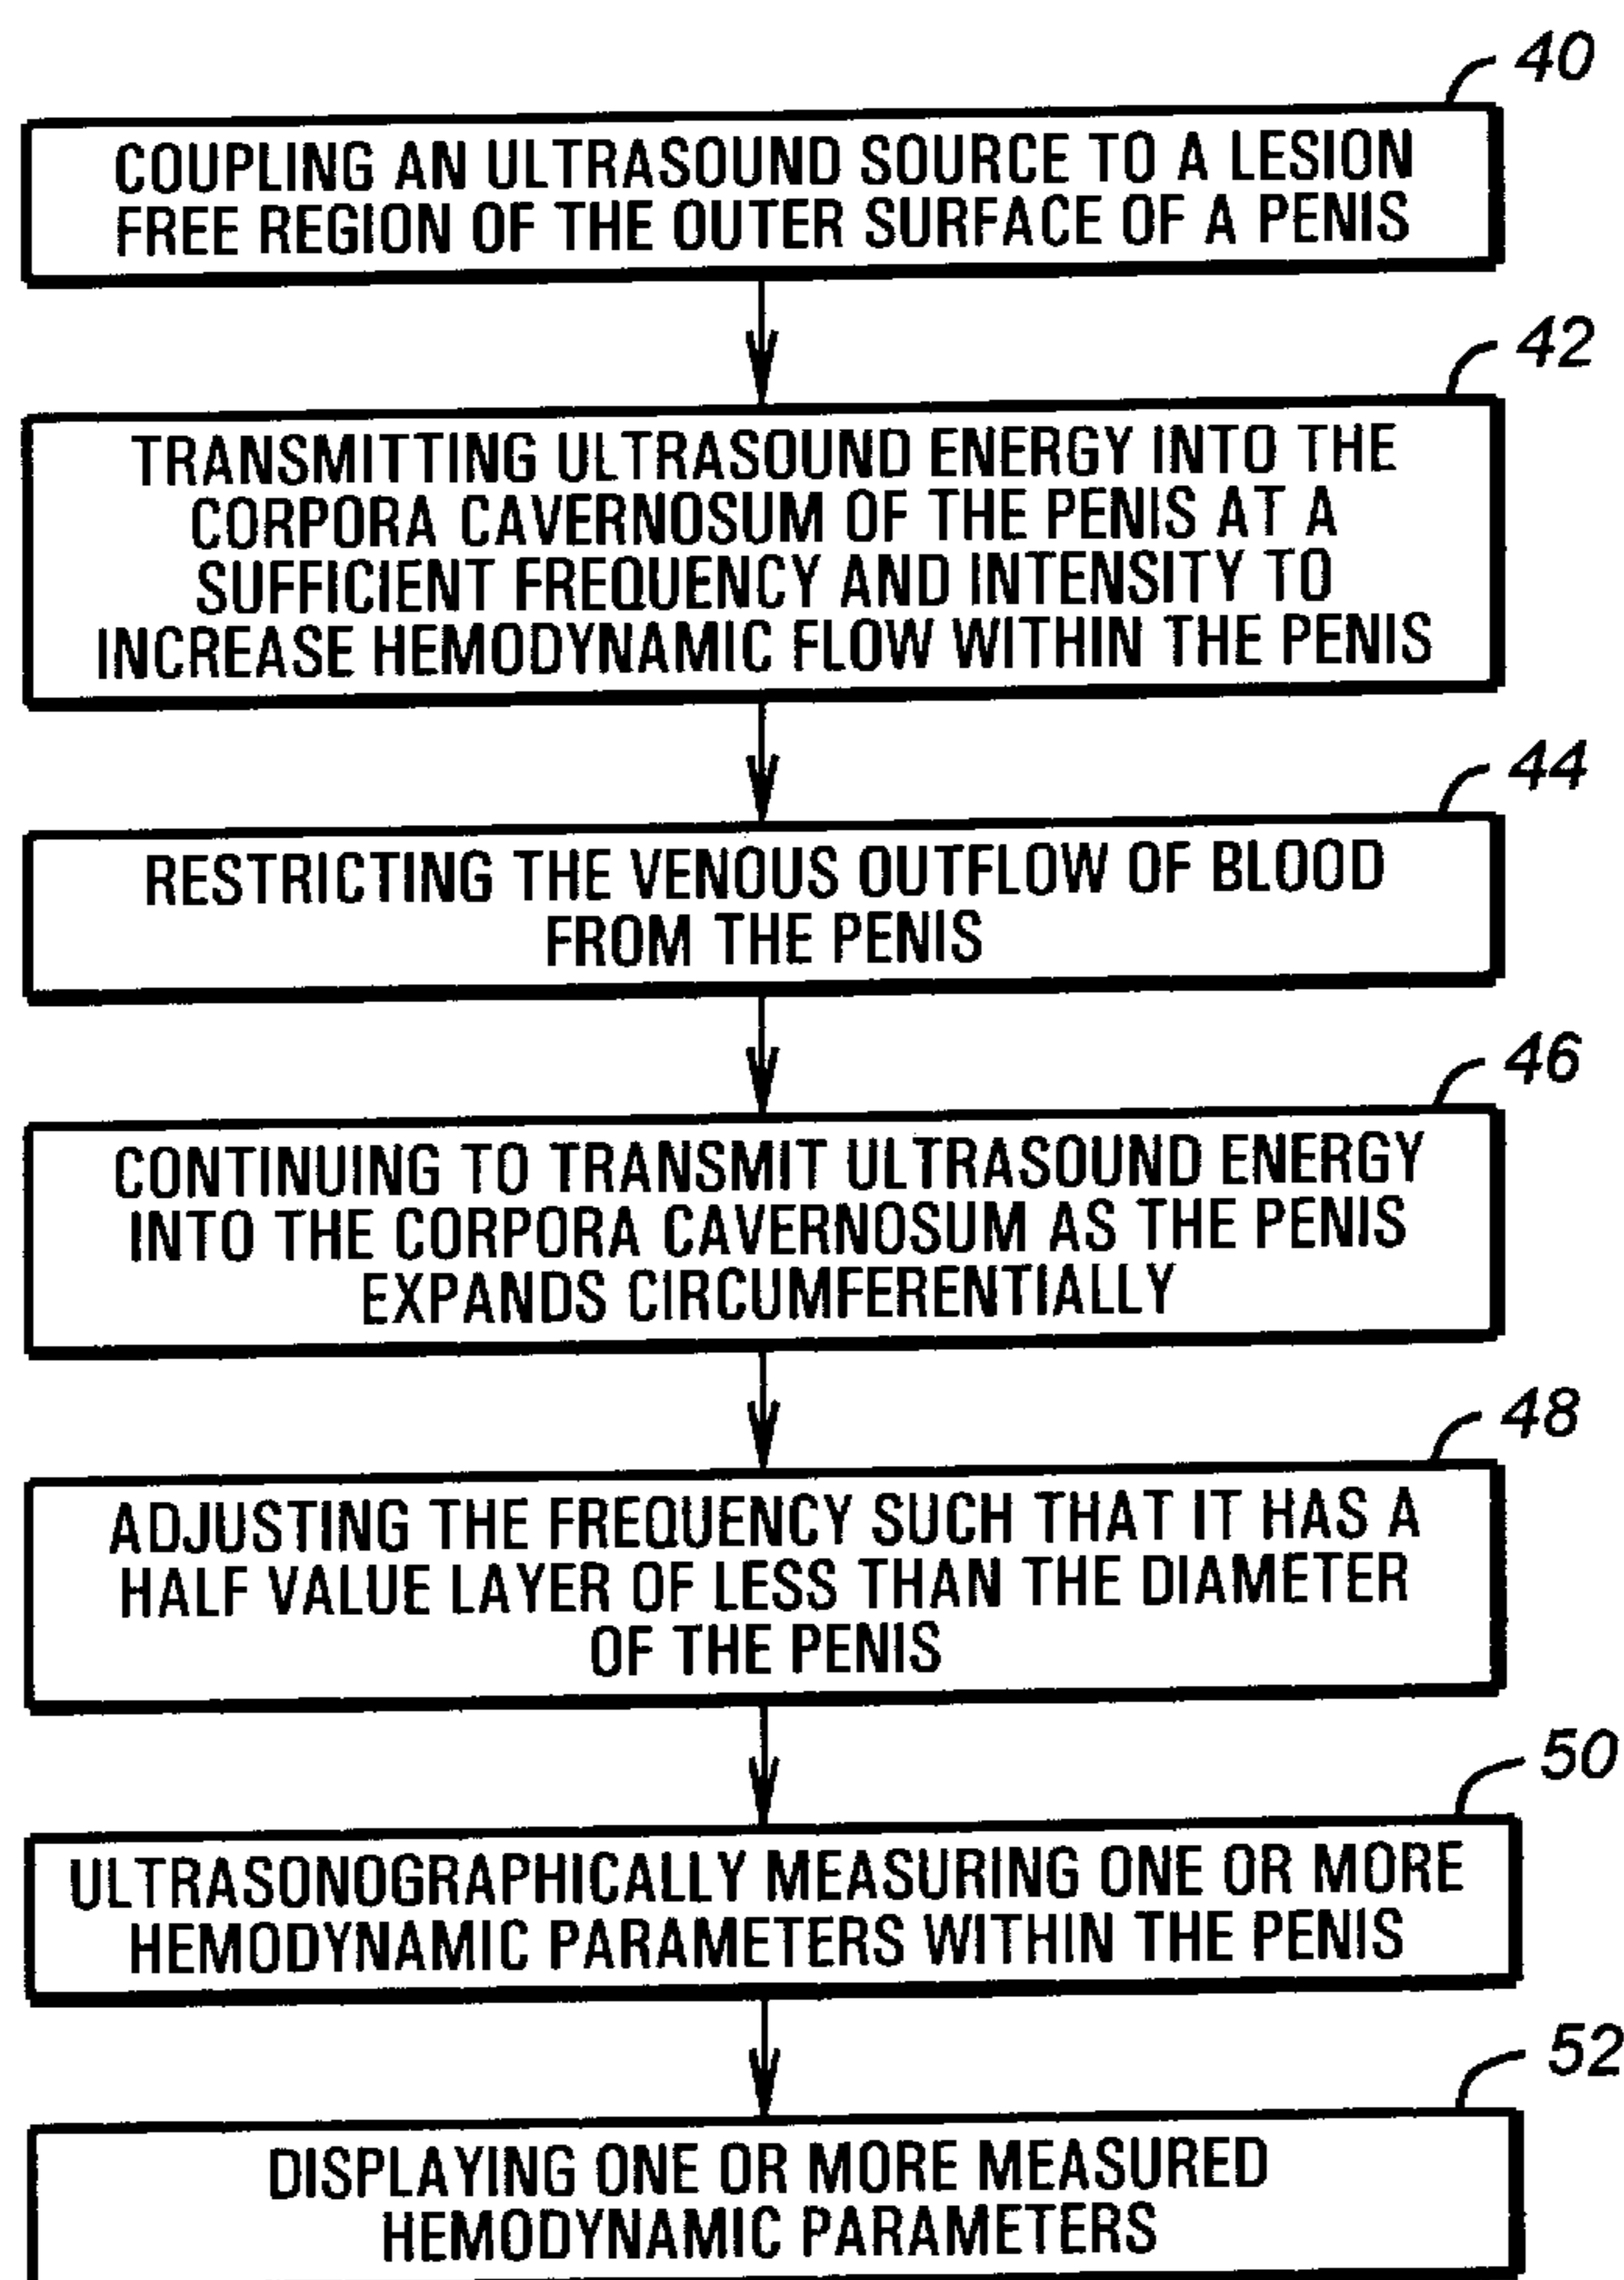 40
COUPLING AN ULTRASOUND SOURCE TO A LESION
FREE REGION OF THE OUTER SURFACE OF A PENIS
42
TRANSMITTING ULTRASOUND ENERGY INTO THE
CORPORA CAVERNOSUM OF THE PENIS AT A
SUFFICIENT FREQUENCY AND INTENSITY TO
INCREASE HEMODYNAMIC FLOW WITHIN THE PENIS
44
RESTRICTING THE VENOUS OUTFLOW OF BLOOD
FROM THE PENIS
46
CONTINUING TO TRANSMIT ULTRASOUND ENERGY
INTO THE CORPORA CAVERNOSUM AS THE PENIS
EXPANDS CIRCUMFERENTIALLY
48
ADJUSTING THE FREQUENCY SUCH THAT IT HAS A
HALF VALUE LAYER OF LESS THAN THE DIAMETER
OF THE PENIS
50
ULTRASONOGRAPHICALLY MEASURING ONE OR MORE
HEMODYNAMIC PARAMETERS WITHIN THE PENIS
52
DISPLAYING ONE OR MORE MEASURED
HEMODYNAMIC PARAMETERS